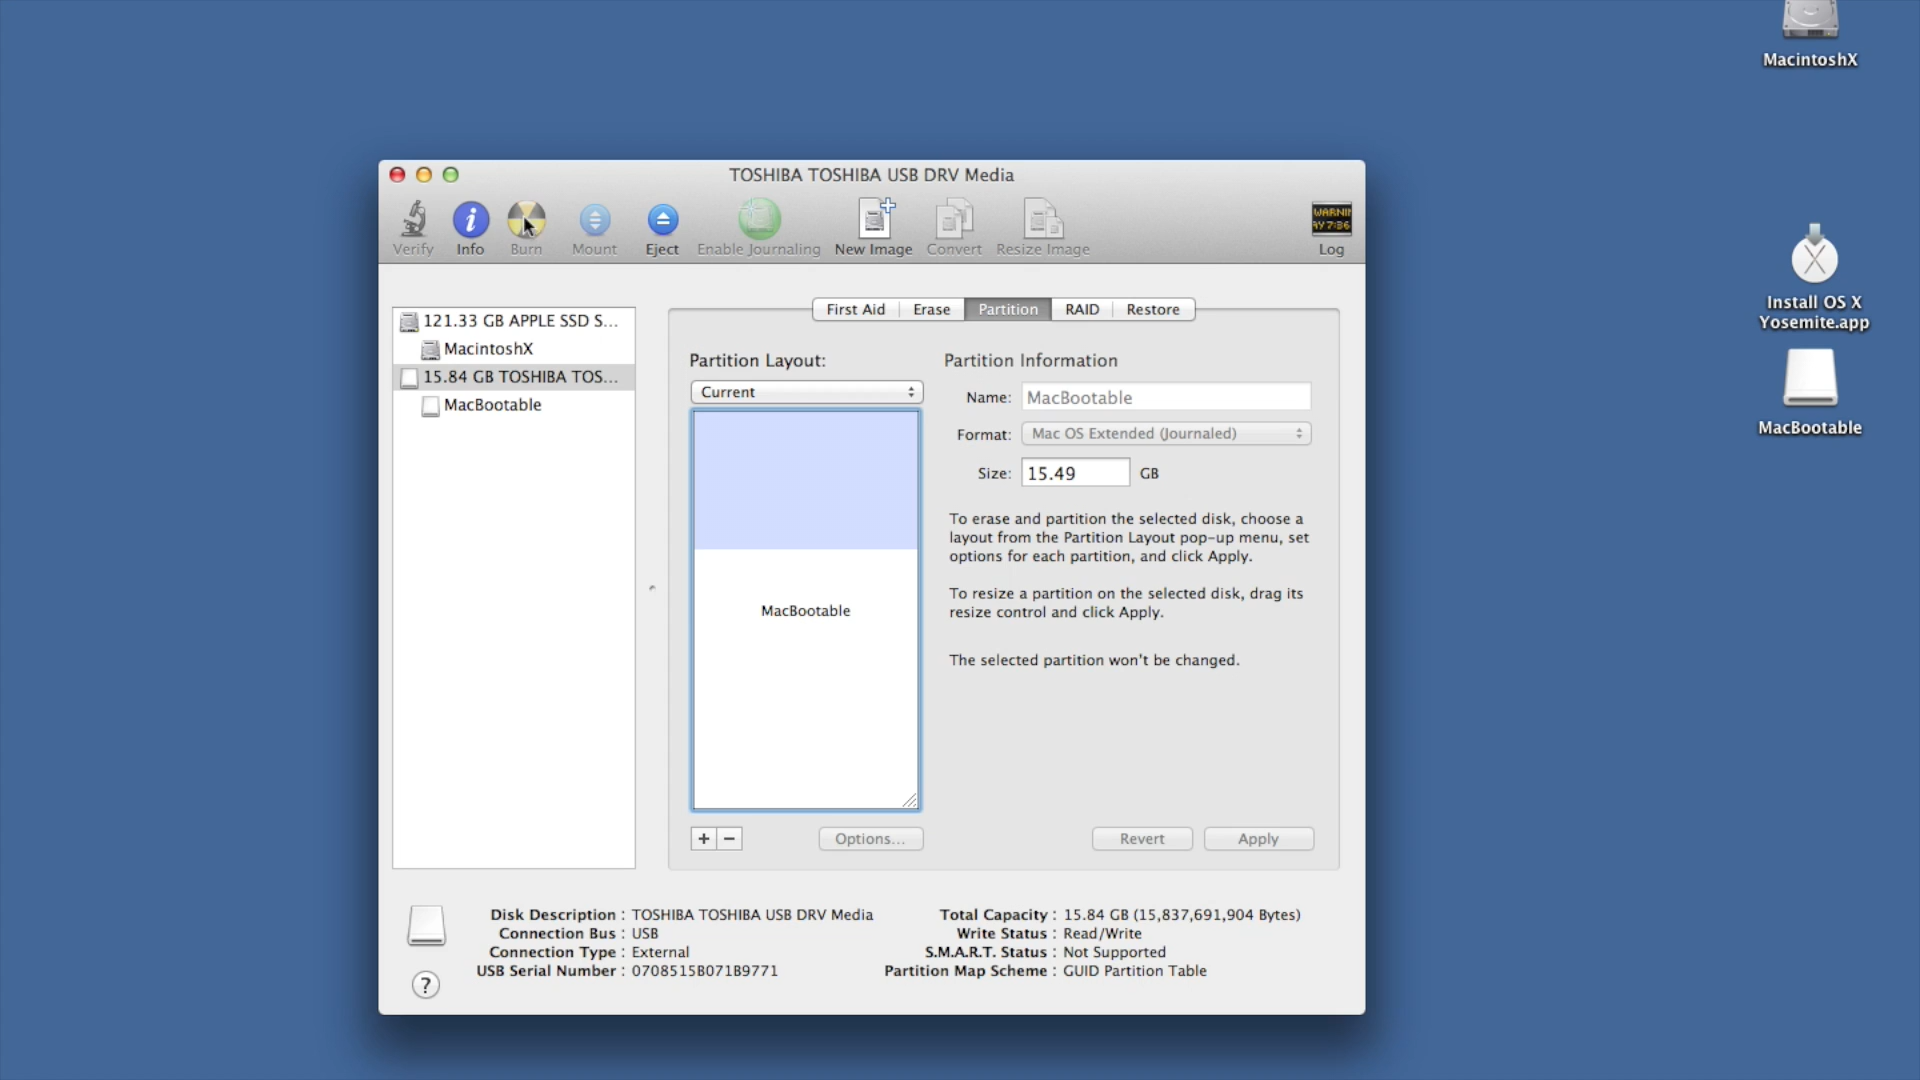 MacintoshX
TOSHIBA TOSHIBA USB DRV Media
Verify
Info
Burn
Mount
Eject
Enable Journaling
New Image
Convert
Resize Image
WARNIN
RY 7:36
Log
First Aid
Erase
Partition
RAID
Restore
121.33 GB APPLE SSD S...
MacintoshX
15.84 GB TOSHIBA TOS...
MacBootable
Partition Layout:
Current
MacBootable
+
−
Options...
Partition Information
Name: MacBootable
Format: Mac OS Extended (Journaled)
Size: 15.49 GB
To erase and partition the selected disk, choose a
layout from the Partition Layout pop-up menu, set
options for each partition, and click Apply.
To resize a partition on the selected disk, drag its
resize control and click Apply.
The selected partition won't be changed.
Revert
Apply
Disk Description : TOSHIBA TOSHIBA USB DRV Media
Connection Bus : USB
Connection Type : External
USB Serial Number : 0708515B071B9771
Total Capacity : 15.84 GB (15,837,691,904 Bytes)
Write Status : Read/Write
S.M.A.R.T. Status : Not Supported
Partition Map Scheme : GUID Partition Table
?
Install OS X
Yosemite.app
MacBootable